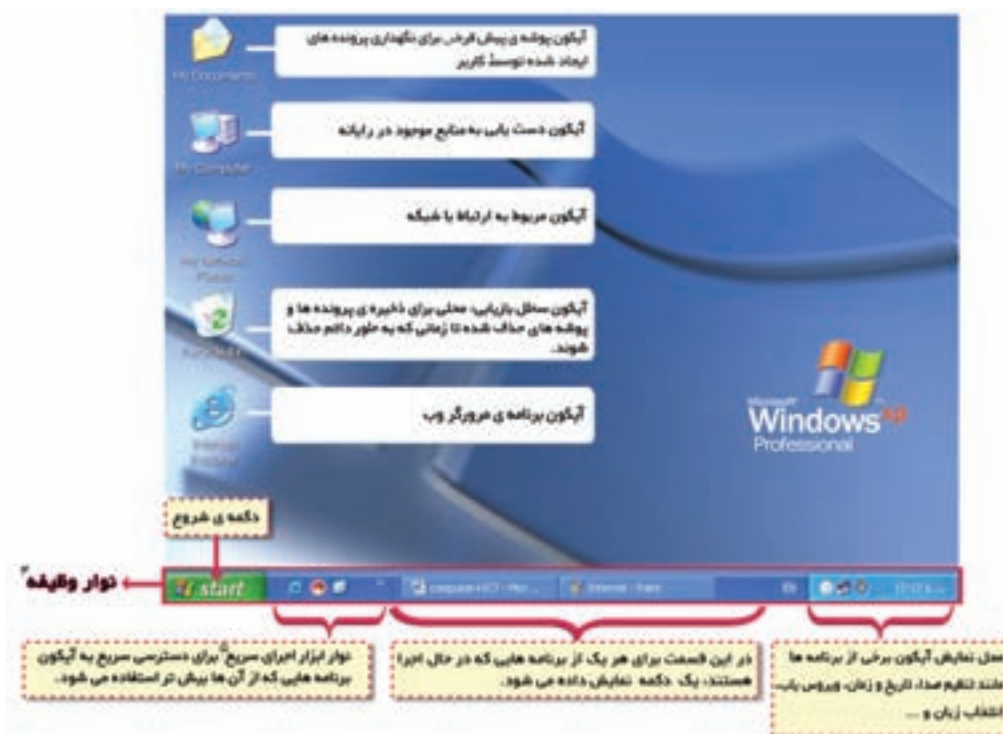 آیکون پوشه ی پیش فرض برای نگهداری پرونده های
ایجاد شده توسط کاربر
My Documents
آیکون دست یابی به منابع موجود در رایانه
My Computer
آیکون مربوط به ارتباط با شبکه
My Network
Places
آیکون سطل بازیابی، محلی برای ذخیره ی پرونده ها و
پوشه های حذف شده تا زمانی که به طور دائم حذف
شوند.
آیکون برنامه ی مرورگر وب
Internet
Explorer
Microsoft
Windows xp
Professional
دکمه ی شروع
نوار وظیفه
start
نوار ابزار اجرای سریع برای دسترسی سریع به آیکون
برنامه هایی که از آن ها بیش تر استفاده می شود.
در این قسمت برای هر یک از برنامه هایی که در حال اجرا
هستند، یک دکمه نمایش داده می شود.
محل نمایش آیکون برخی از برنامه ها
مانند تنظیم صدا، تاریخ و زمان، ویروس یاب،
انتخاب زبان و ...